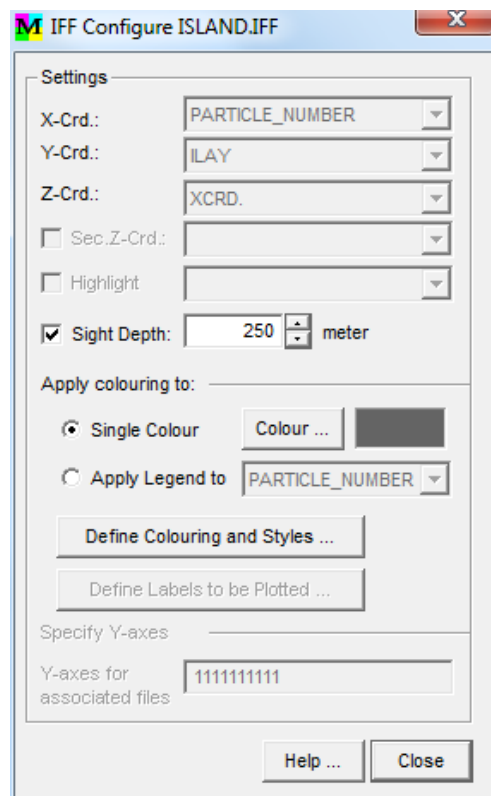 M IFF Configure ISLAND.IFF
x
Settings
X-Crd.: PARTICLE_NUMBER
Y-Crd.: ILAY
Z-Crd.: XCRD.
Sec.Z-Crd.:
Highlight
Sight Depth: 250 meter
Apply colouring to:
Single Colour Colour ...
Apply Legend to PARTICLE_NUMBER
Define Colouring and Styles ...
Define Labels to be Plotted ...
Specify Y-axes
Y-axes for 1111111111
associated files
Help ... Close